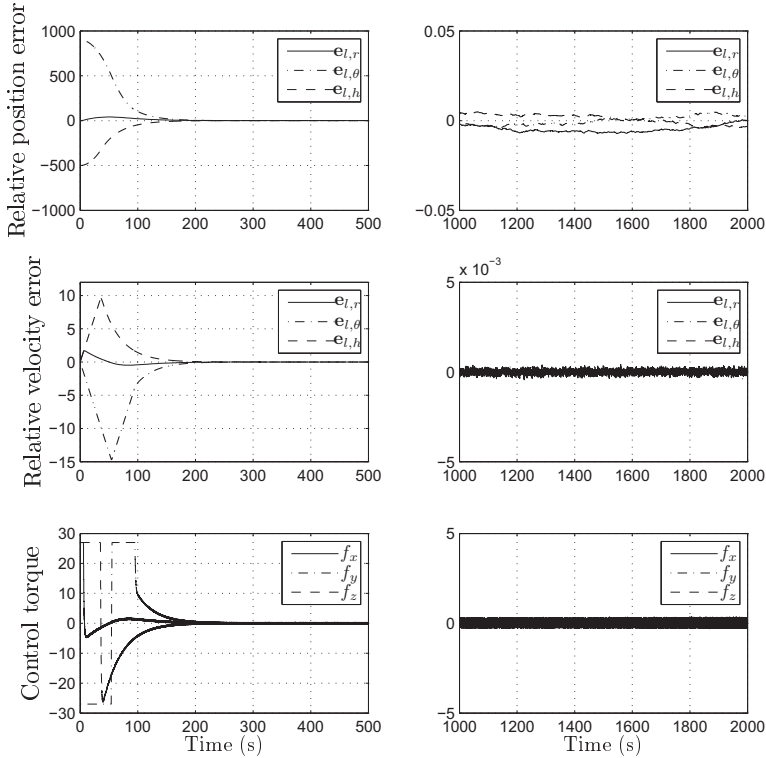 Relative position error
1000
500
0
−500
−1000
0 100 200 300 400 500
e_{l,r}
e_{l,θ}
e_{l,h}
0.05
0
−0.05
1000 1200 1400 1600 1800 2000
e_{l,r}
e_{l,θ}
e_{l,h}
Relative velocity error
10
5
0
−5
−10
−15
0 100 200 300 400 500
e_{l,r}
e_{l,θ}
e_{l,h}
x 10^{−3}
5
0
−5
1000 1200 1400 1600 1800 2000
e_{l,r}
e_{l,θ}
e_{l,h}
Control torque
30
20
10
0
−10
−20
−30
0 100 200 300 400 500
f_x
f_y
f_z
Time (s)
5
0
−5
1000 1200 1400 1600 1800 2000
f_x
f_y
f_z
Time (s)